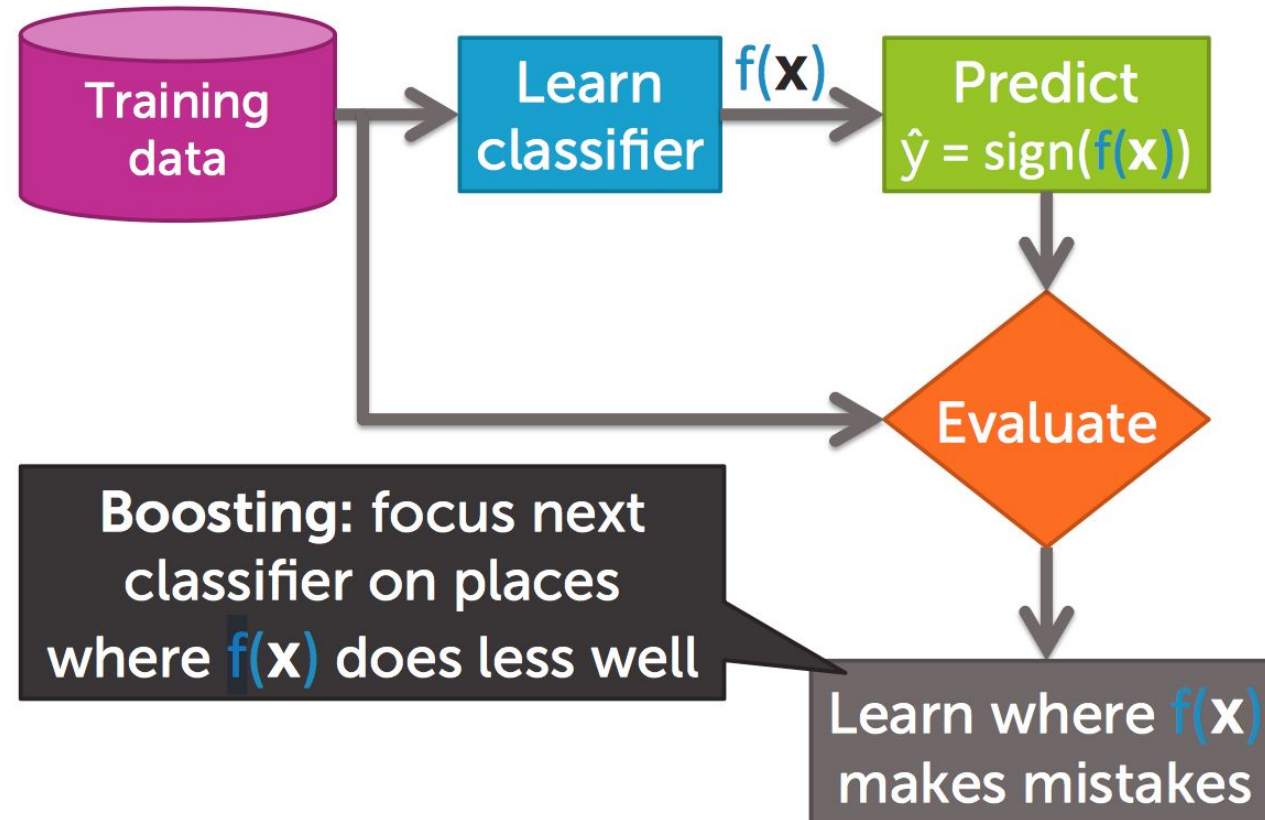 Training
data
Learn
classifier
f(x)
Predict
ŷ = sign(f(x))
Evaluate
Boosting: focus next
classifier on places
where f(x) does less well
Learn where f(x)
makes mistakes